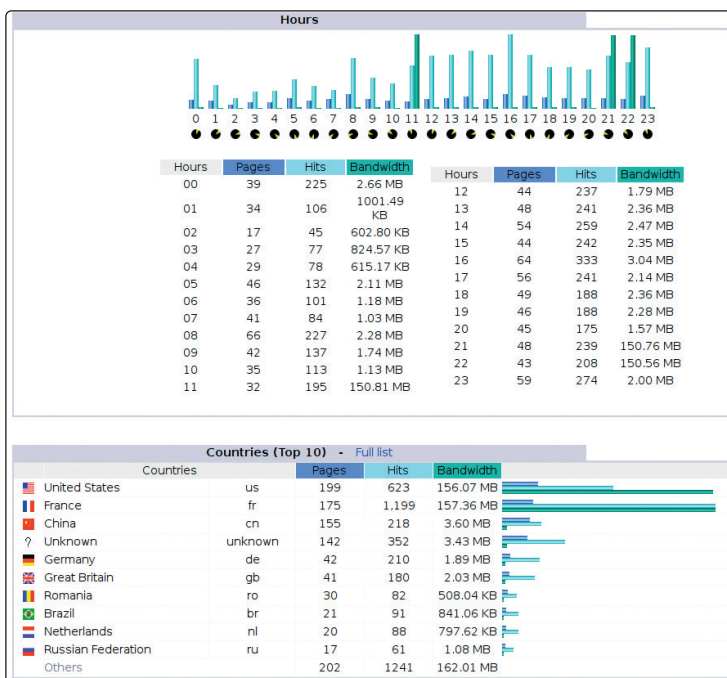 Hours
0 1 2 3 4 5 6 7 8 9 10 11 12 13 14 15 16 17 18 19 20 21 22 23
Hours Pages Hits Bandwidth
00 39 225 2.66 MB
01 34 106 1001.49 KB
02 17 45 602.80 KB
03 27 77 824.57 KB
04 29 78 615.17 KB
05 46 132 2.11 MB
06 36 101 1.18 MB
07 41 84 1.03 MB
08 66 227 2.28 MB
09 42 137 1.74 MB
10 35 113 1.13 MB
11 32 195 150.81 MB
Hours Pages Hits Bandwidth
12 44 237 1.79 MB
13 48 241 2.36 MB
14 54 259 2.47 MB
15 44 242 2.35 MB
16 64 333 3.04 MB
17 56 241 2.14 MB
18 49 188 2.36 MB
19 46 188 2.28 MB
20 45 175 1.57 MB
21 48 239 150.76 MB
22 43 208 150.56 MB
23 59 274 2.00 MB
Countries (Top 10) - Full list
Countries Pages Hits Bandwidth
United States us 199 623 156.07 MB
France fr 175 1,199 157.36 MB
China cn 155 218 3.60 MB
? Unknown unknown 142 352 3.43 MB
Germany de 42 210 1.89 MB
Great Britain gb 41 180 2.03 MB
Romania ro 30 82 508.04 KB
Brazil br 21 91 841.06 KB
Netherlands nl 20 88 797.62 KB
Russian Federation ru 17 61 1.08 MB
Others 202 1241 162.01 MB